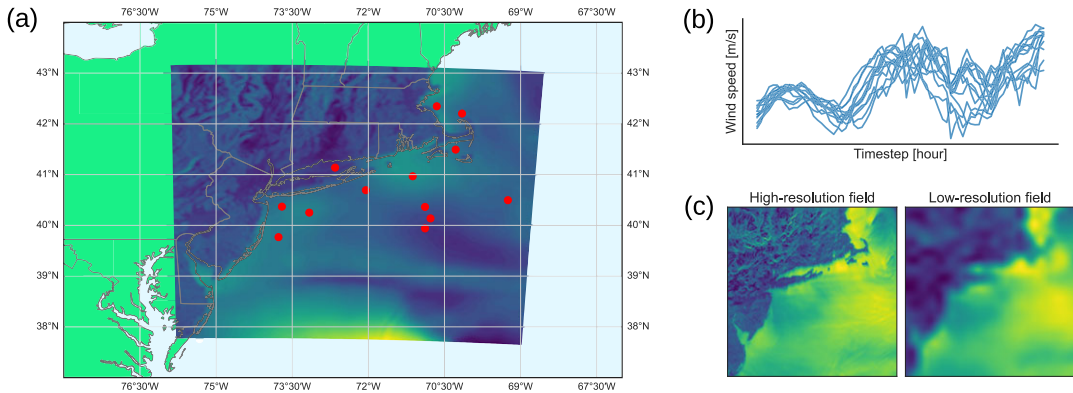 (a)
76°30'W 75°W 73°30'W 72°W 70°30'W 69°W 67°30'W
43°N 43°N
42°N 42°N
41°N 41°N
40°N 40°N
39°N 39°N
38°N 38°N
76°30'W 75°W 73°30'W 72°W 70°30'W 69°W 67°30'W
(b)
Wind speed [m/s]
Timestep [hour]
(c)
High-resolution field Low-resolution field